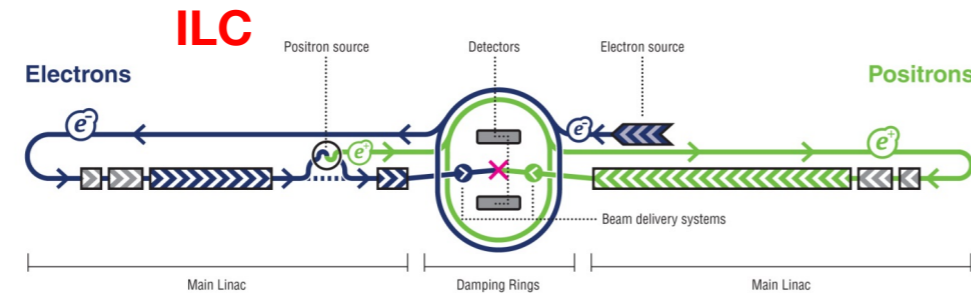 ILC
Positron source
Detectors
Electron source
Electrons
Positrons
e⁻
e⁻
e⁺
e⁺
Beam delivery systems
Main Linac
Damping Rings
Main Linac